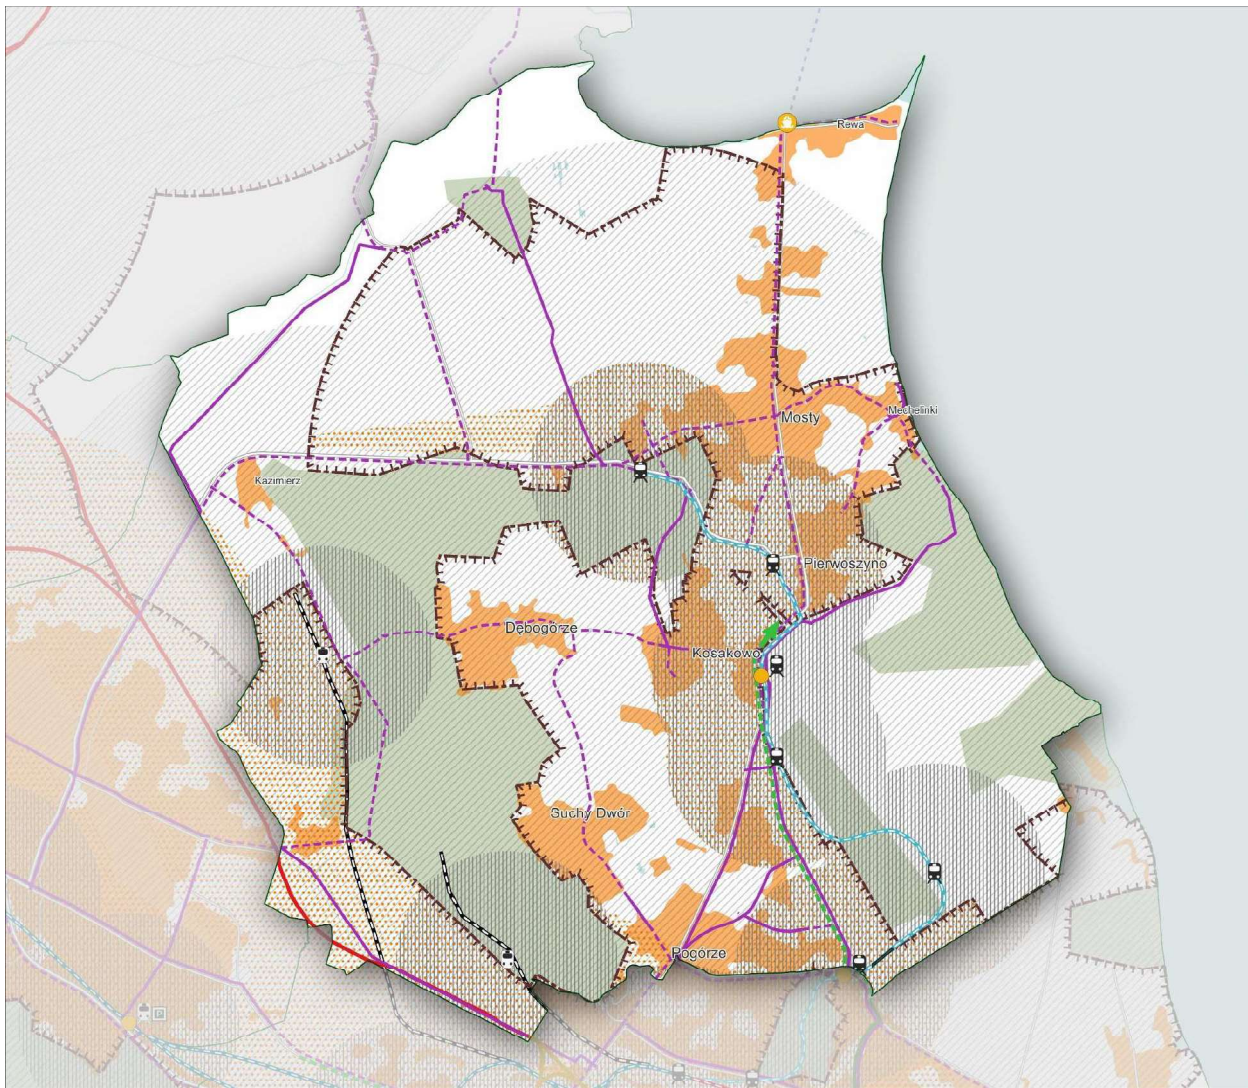 Rewa
Mosty
Mechelinki
Kazimierz
Pierwoszyno
Dębogórze
Kosakowo
Suchy Dwór
Pogórze
P